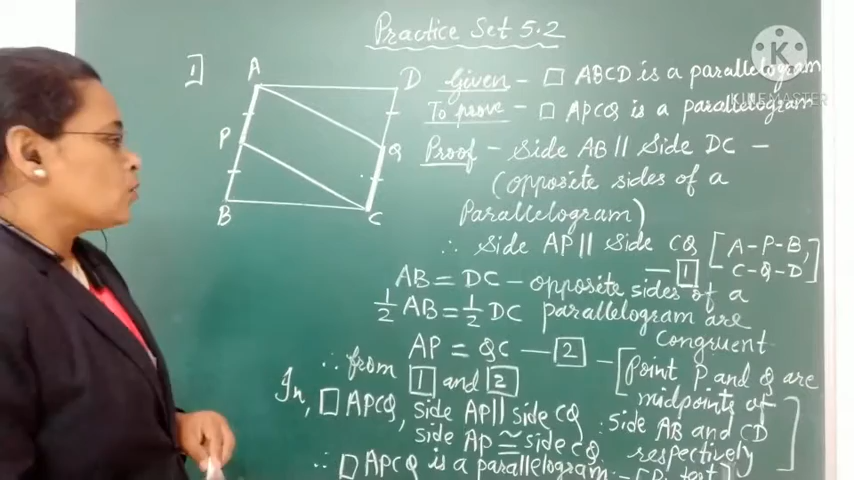 Practice Set 5.2
1]
A
D
P
Q
B
C
Given - □ ABCD is a parallelogram
To prove - □ APCQ is a parallelogram
Proof - Side AB || Side DC -
(opposite sides of a
Parallelogram)
∴ side AP || side CQ [A-P-B,
— 1 C-Q-D]
AB = DC - opposite sides of a
½ AB = ½ DC parallelogram are
congruent
AP = QC — 2 - [Point P and Q are
midpoints of
side AB and CD
respectively]
∴ from 1 and 2
In, □ APCQ, side AP || side CQ
side AP ≅ side CQ
∴ □ APCQ is a parallelogram - [ test]
K
KINEMASTER